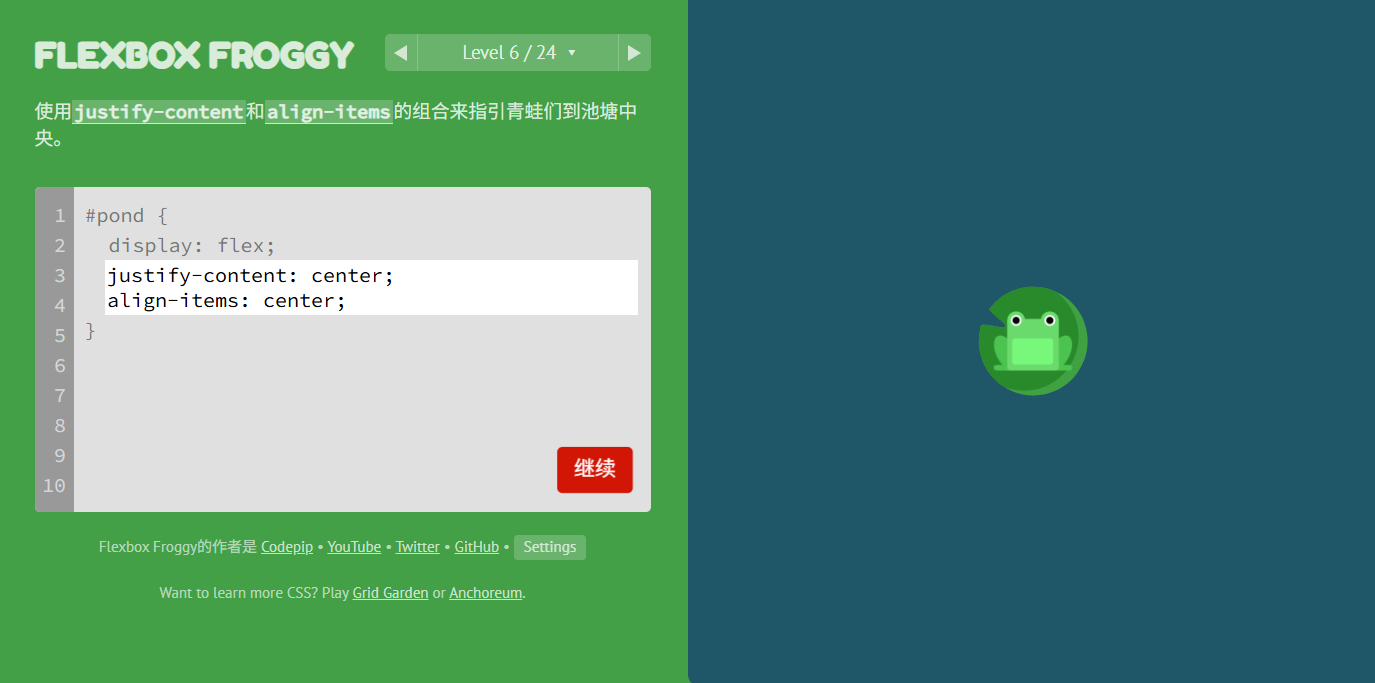 FLEXBOX FROGGY
Level 6 / 24
使用justify-content和align-items的组合来指引青蛙们到池塘中
央。
1 #pond {
2 display: flex;
3 justify-content: center;
4 align-items: center;
5 }
6
7
8
9
10
继续
Flexbox Froggy的作者是 Codepip • YouTube • Twitter • GitHub • Settings
Want to learn more CSS? Play Grid Garden or Anchoreum.